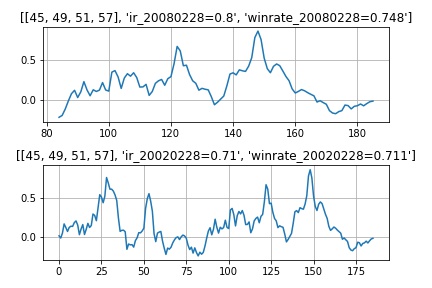 [[45, 49, 51, 57], 'ir_20080228=0.8', 'winrate_20080228=0.748']
0.5
0.0
80 100 120 140 160 180
[[45, 49, 51, 57], 'ir_20020228=0.71', 'winrate_20020228=0.711']
0.5
0.0
0 25 50 75 100 125 150 175